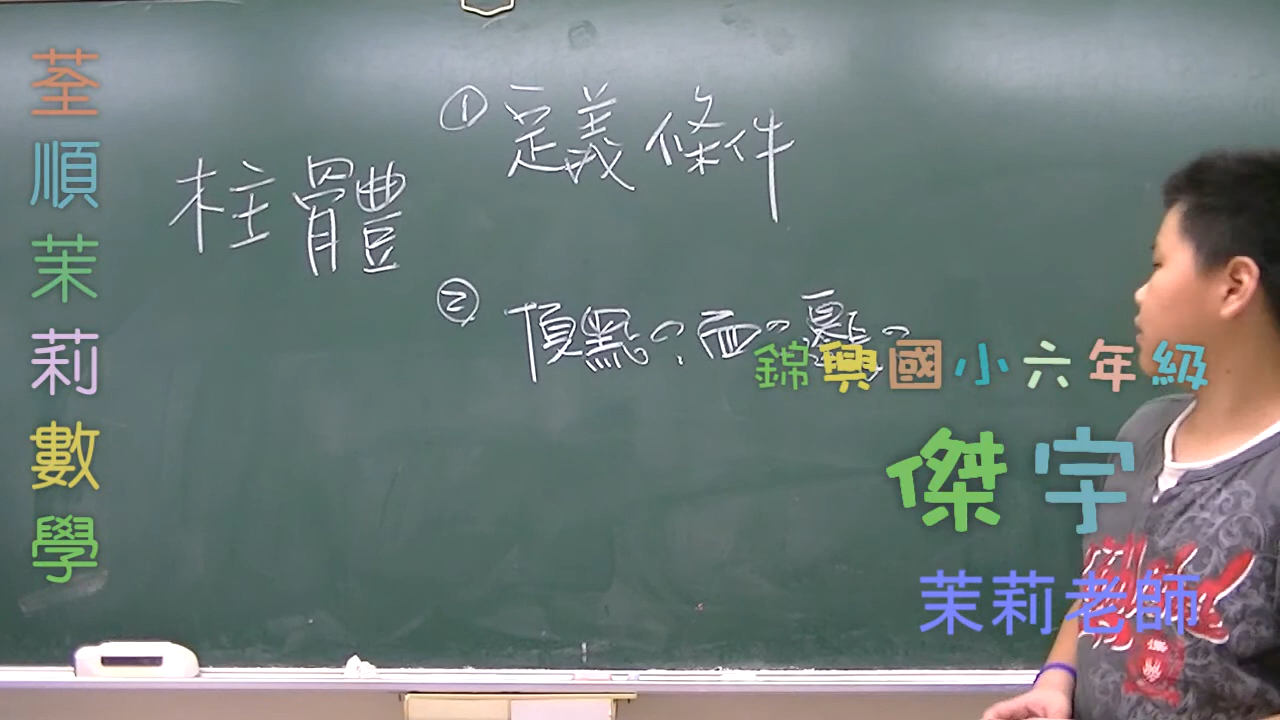 荃順茉莉數學
柱體
① 定義條件
② 頂點、面、
錦興國小六年級
傑宇
茉莉老師